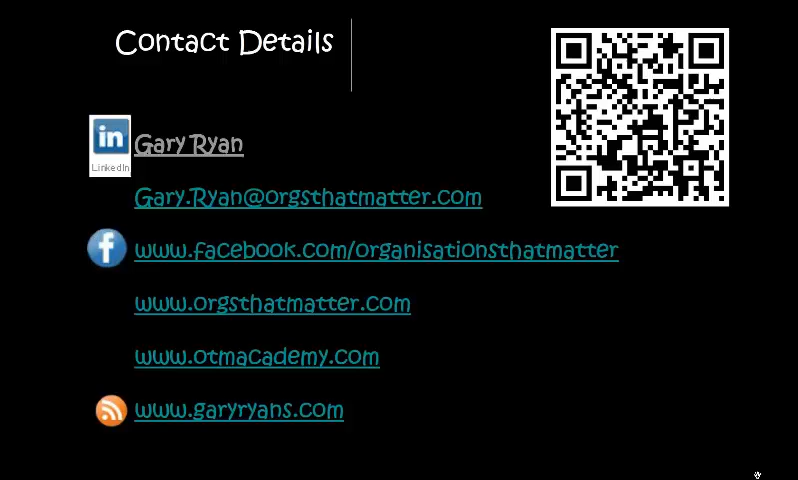 Contact Details
in
LinkedIn
Gary Ryan
Gary.Ryan@orgsthatmatter.com
f
www.facebook.com/organisationsthatmatter
www.orgsthatmatter.com
www.otmacademy.com
www.garyryans.com